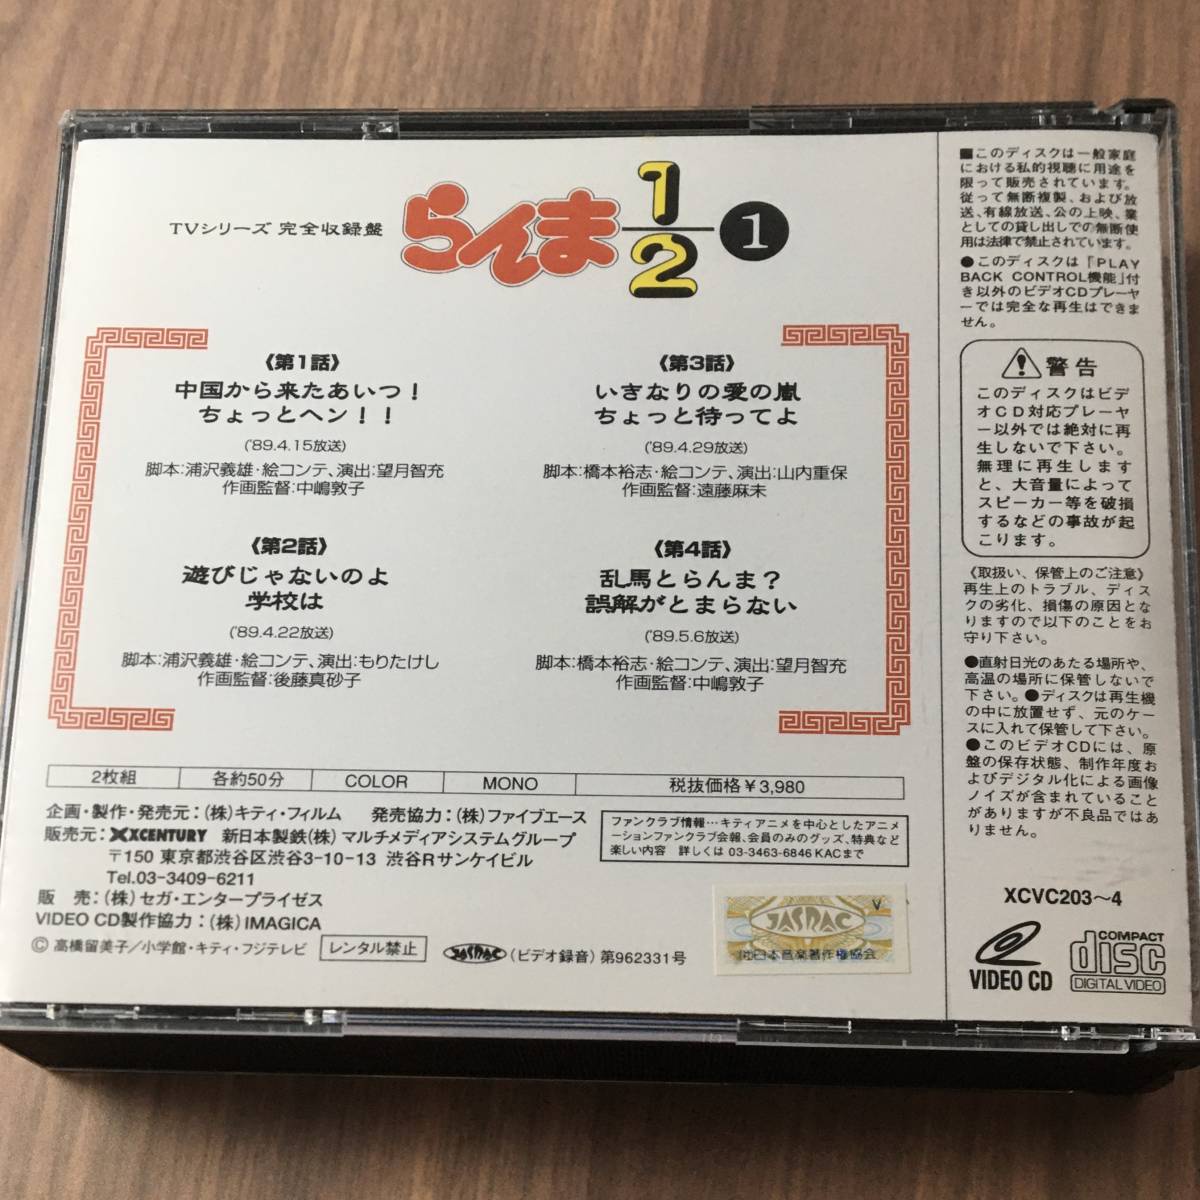 TVシリーズ 完全収録盤
らんま 1/2 1
《第1話》
中国から来たあいつ!
ちょっとヘン!!
('89.4.15放送)
脚本:浦沢義雄・絵コンテ、演出:望月智充
作画監督:中嶋敦子
《第2話》
遊びじゃないのよ
学校は
('89.4.22放送)
脚本:浦沢義雄・絵コンテ、演出:もりたけし
作画監督:後藤真砂子
《第3話》
いきなりの愛の嵐
ちょっと待ってよ
('89.4.29放送)
脚本:橋本裕志・絵コンテ、演出:山内重保
作画監督:遠藤麻未
《第4話》
乱馬とらんま?
誤解がとまらない
('89.5.6放送)
脚本:橋本裕志・絵コンテ、演出:望月智充
作画監督:中嶋敦子
2枚組 各約50分 COLOR MONO 税抜価格¥3,980
企画・製作・発売元:(株)キティ・フィルム 発売協力:(株)ファイブエース
販売元:XXCENTURY 新日本製鉄(株)マルチメディアシステムグループ
〒150 東京都渋谷区渋谷3-10-13 渋谷Rサンケイビル
Tel.03-3409-6211
販 売:(株)セガ・エンタープライゼス
VIDEO CD製作協力:(株)IMAGICA
© 高橋留美子/小学館・キティ・フジテレビ レンタル禁止 JASRAC (ビデオ録音) 第962331号
ファンクラブ情報…キティアニメを中心としたアニメ
ーションファンクラブ会報、会員のみのグッズ、特典など
楽しい内容 詳しくは 03-3463-6846 KACまで
V
JASRAC
日本音楽著作権協会
■このディスクは一般家庭
における私的視聴に用途を
限って販売されています。
従って無断複製、および放
送、有線放送、公の上映、業
としての貸し出しでの無断使
用は法律で禁止されています。
●このディスクは「PLAY
BACK CONTROL機能」付
き以外のビデオCDプレーヤ
ーでは完全な再生はできま
せん。
警告
このディスクはビデ
オCD対応プレーヤ
ー以外では絶対に再
生しないで下さい。
無理に再生します
と、大音量によって
スピーカー等を破損
するなどの事故が起
こります。
《取扱い、保管上のご注意》
再生上のトラブル、ディス
クの劣化、損傷の原因とな
りますので以下のことをお
守り下さい。
●直射日光のあたる場所や、
高温の場所に保管しないで
下さい。●ディスクは再生機
の中に放置せず、元のケー
スに入れて保管して下さい。
●このビデオCDには、原
盤の保存状態、制作年度お
よびデジタル化による画像
ノイズが含まれていること
がありますが不良品ではあ
りません。
XCVC203〜4
VIDEO CD
COMPACT
disc
DIGITAL VIDEO